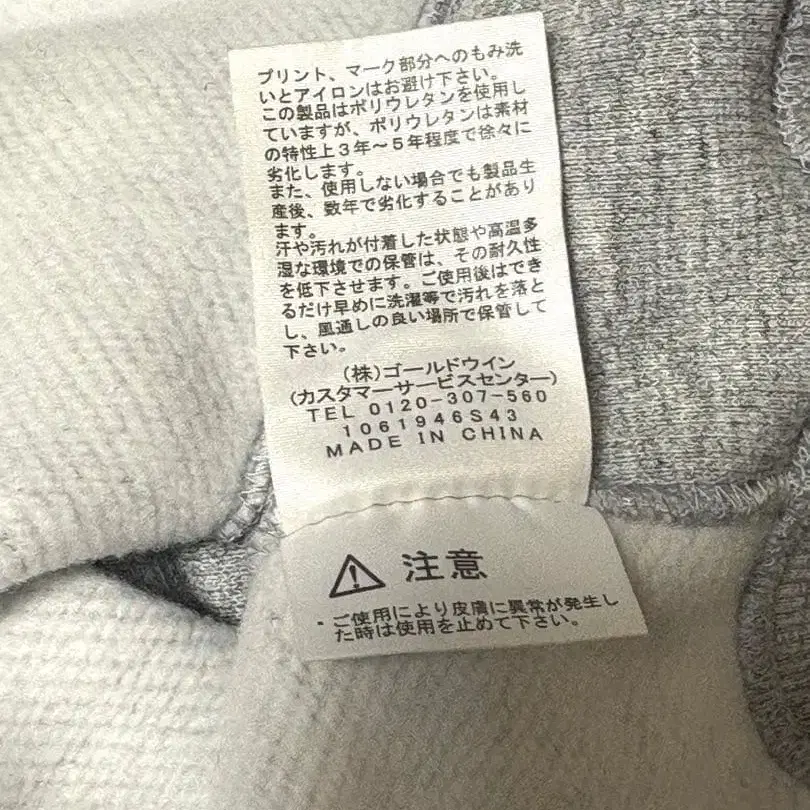 プリント、マーク部分へのもみ洗
いとアイロンはお避け下さい。
この製品はポリウレタンを使用し
ていますが、ポリウレタンは素材
の特性上3年～5年程度で徐々に
劣化します。
また、使用しない場合でも製品生
産後、数年で劣化することがあり
ます。
汗や汚れが付着した状態や高温多
湿な環境での保管は、その耐久性
を低下させます。ご使用後はでき
るだけ早めに洗濯等で汚れを落と
し、風通しの良い場所で保管して
下さい。
(株)ゴールドウイン
(カスタマーサービスセンター)
TEL 0120-307-560
1061946S43
MADE IN CHINA
⚠ 注意
・ご使用により皮膚に異常が発生し
た時は使用を止めて下さい。